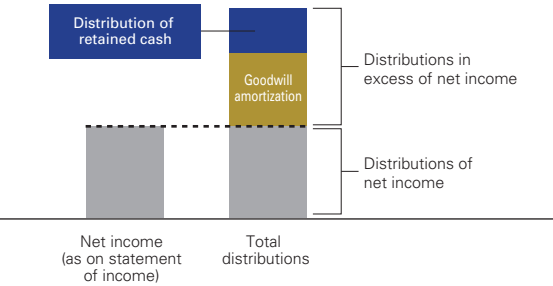 Distribution of
retained cash
Goodwill
amortization
Distributions in
excess of net income
Distributions of
net income
Net income
(as on statement
of income)
Total
distributions